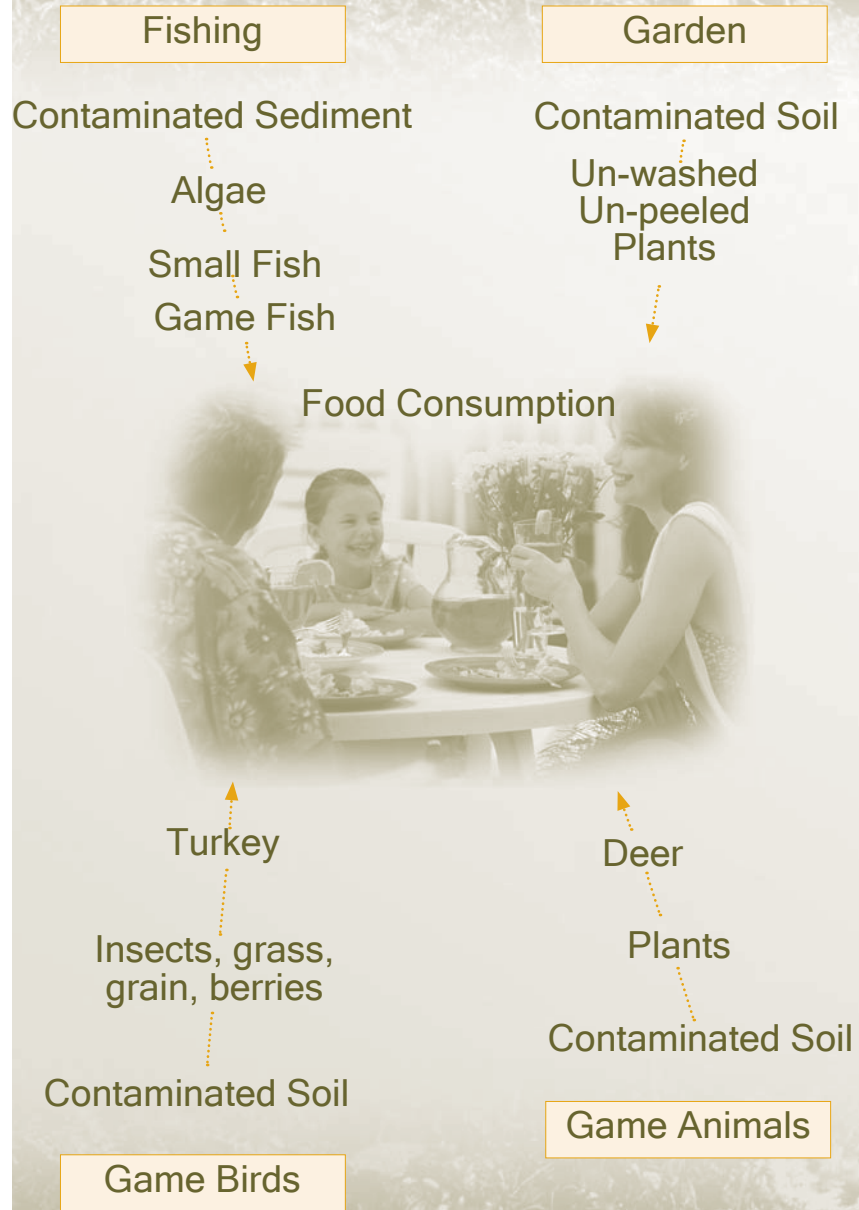 Fishing
Contaminated Sediment
Algae
Small Fish
Game Fish
Garden
Contaminated Soil
Un-washed
Un-peeled
Plants
Food Consumption
Turkey
Insects, grass,
grain, berries
Contaminated Soil
Game Birds
Deer
Plants
Contaminated Soil
Game Animals